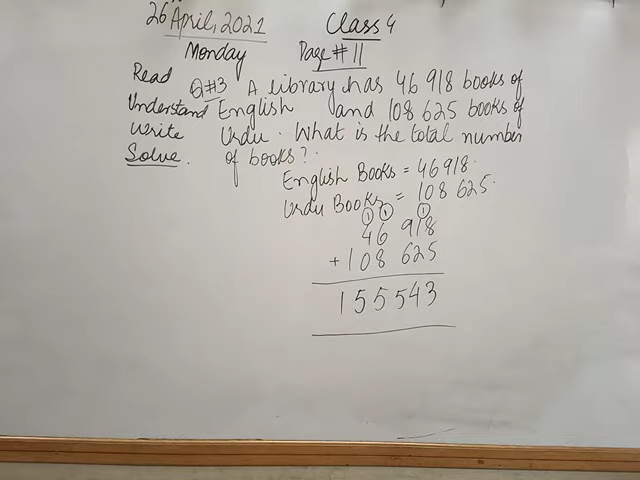 26 April, 2021 Class 4
Monday Page # 11
Read Q#3 A library has 46 918 books of
Understand English and 108 625 books of
Write Urdu. What is the total number
Solve. of books?
English Books = 46918.
Urdu Books = 108 625.
1 1 1
46 918
+ 108 625
155543